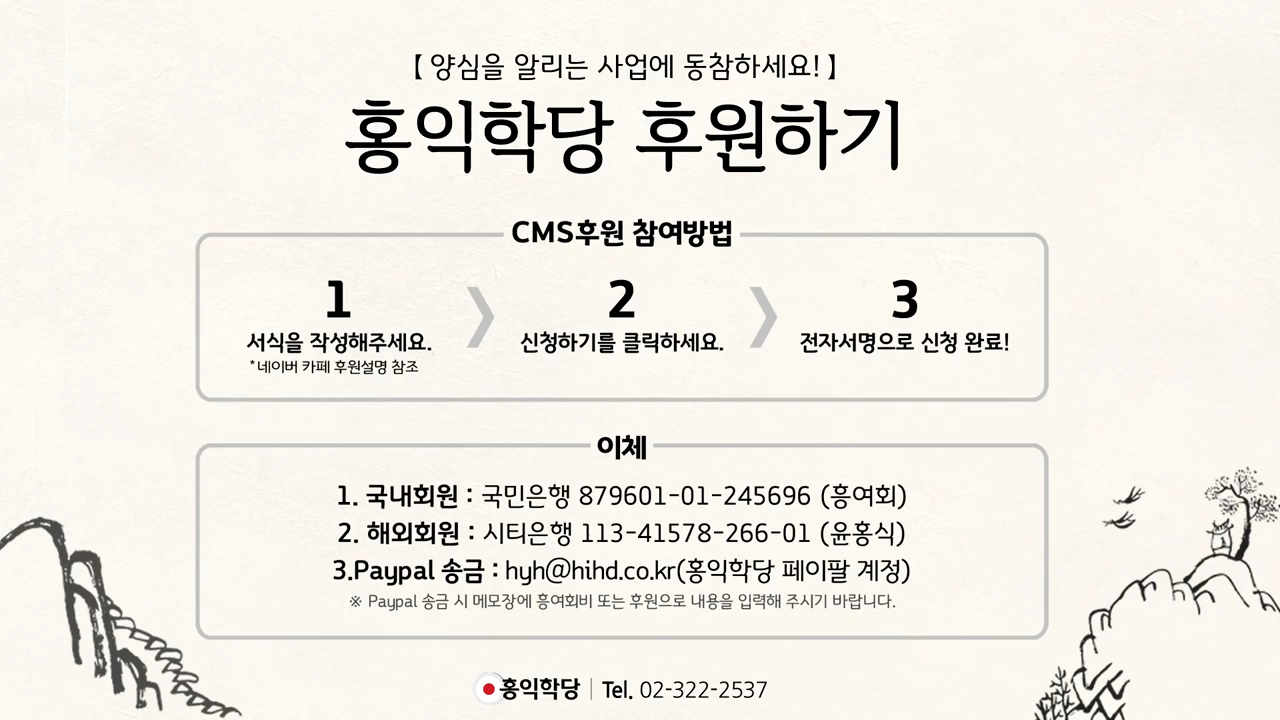 【 양심을 알리는 사업에 동참하세요! 】
홍익학당 후원하기
CMS후원 참여방법
1
서식을 작성해주세요.
*네이버 카페 후원설명 참조
2
신청하기를 클릭하세요.
3
전자서명으로 신청 완료!
이체
1. 국내회원 : 국민은행 879601-01-245696 (흥여회)
2. 해외회원 : 시티은행 113-41578-266-01 (윤홍식)
3.Paypal 송금 : hyh@hihd.co.kr(홍익학당 페이팔 계정)
※ Paypal 송금 시 메모장에 흥여회비 또는 후원으로 내용을 입력해 주시기 바랍니다.
홍익학당 | Tel. 02-322-2537